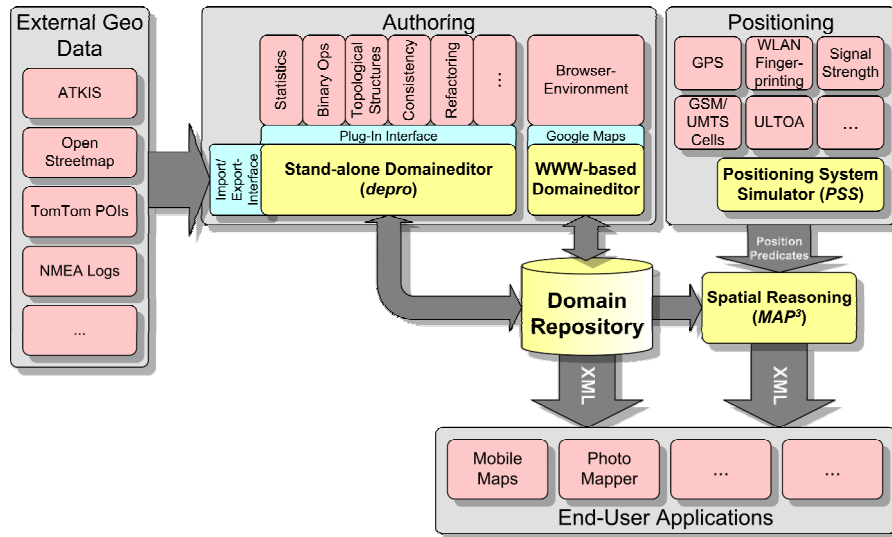 External Geo
Data
ATKIS
Open
Streetmap
TomTom POIs
NMEA Logs
...
Authoring
Statistics
Binary Ops
Topological
Structures
Consistency
Refactoring
...
Browser-
Environment
Plug-In Interface
Google Maps
Import/
Export-
Interface
Stand-alone Domaineditor
(depro)
WWW-based
Domaineditor
Positioning
GPS
WLAN
Finger-
printing
Signal
Strength
GSM/
UMTS
Cells
ULTOA
...
Positioning System
Simulator (PSS)
Position
Predicates
Domain
Repository
Spatial Reasoning
(MAP³)
XML
XML
Mobile
Maps
Photo
Mapper
...
...
End-User Applications